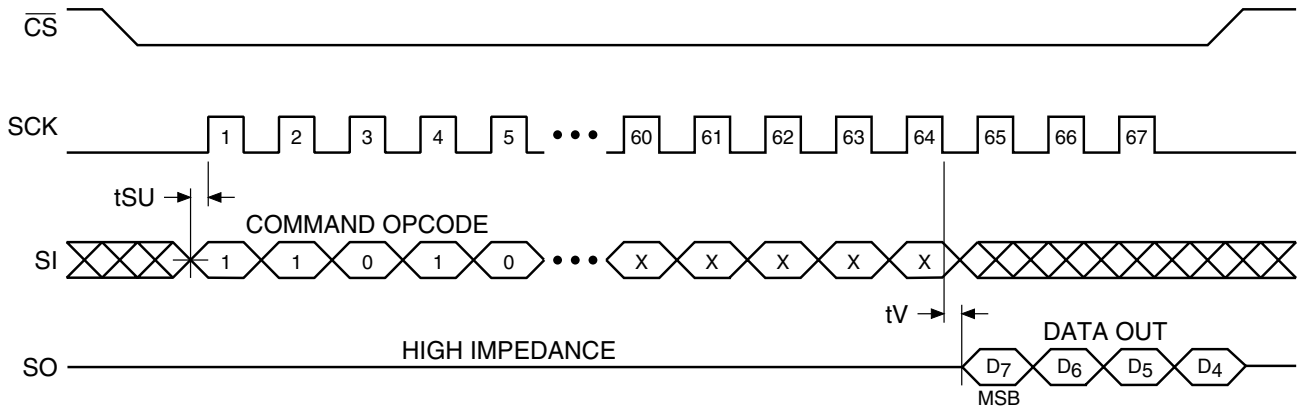 CS
SCK 1 2 3 4 5 ••• 60 61 62 63 64 65 66 67
tSU
COMMAND OPCODE
SI 1 1 0 1 0 ••• X X X X X
tV
HIGH IMPEDANCE DATA OUT
SO D7 D6 D5 D4
MSB